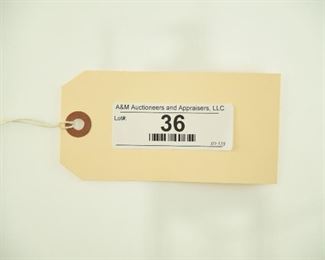 A&M Auctioneers and Appraisers, LLC
Lot#:
36